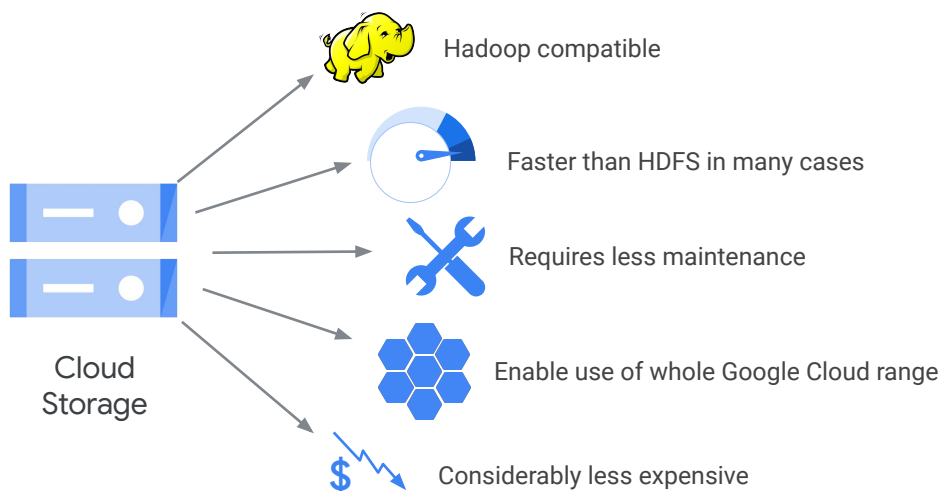 Hadoop compatible
Faster than HDFS in many cases
Requires less maintenance
Cloud
Storage
Enable use of whole Google Cloud range
$
Considerably less expensive